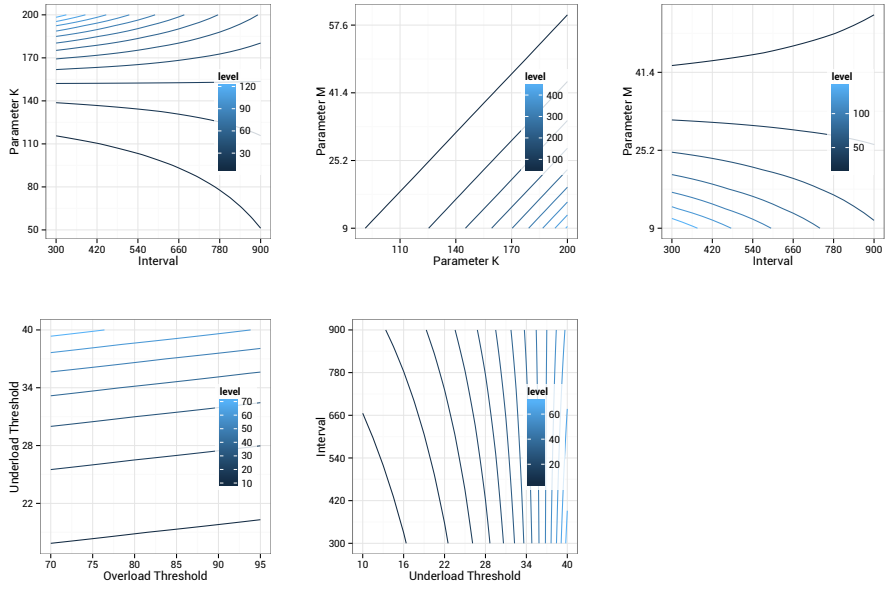 200
170
140
110
80
50
Parameter K
level
120
90
60
30
300 420 540 660 780 900
Interval
57.6
41.4
25.2
9
Parameter M
level
400
300
200
100
110 140 170 200
Parameter K
41.4
25.2
9
Parameter M
level
100
50
300 420 540 660 780 900
Interval
40
34
28
22
Underload Threshold
level
70
60
50
40
30
20
10
70 75 80 85 90 95
Overload Threshold
900
780
660
540
420
300
Interval
level
60
40
20
10 16 22 28 34 40
Underload Threshold